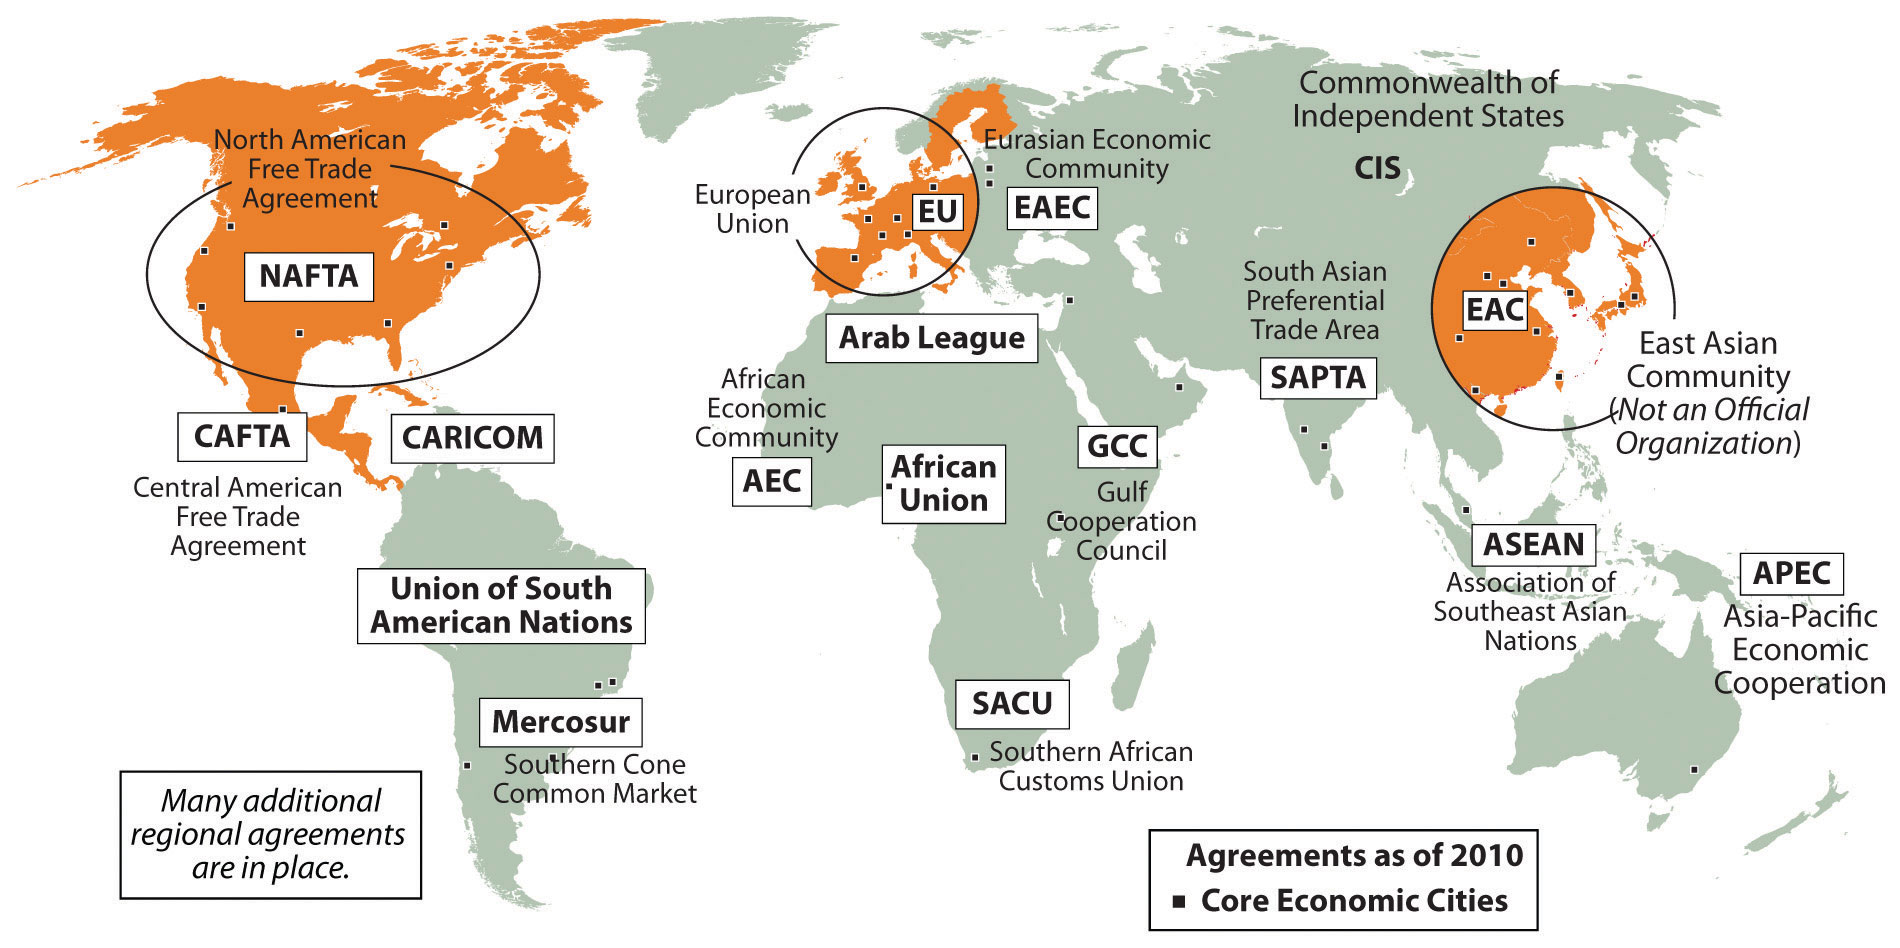 Commonwealth of
Independent States
CIS
North American
Free Trade
Agreement
NAFTA
European
Union
EU
Eurasian Economic
Community
EAEC
South Asian
Preferential
Trade Area
SAPTA
EAC
East Asian
Community
(Not an Official
Organization)
Arab League
African
Economic
Community
AEC
African
Union
GCC
Gulf
Cooperation
Council
CAFTA
Central American
Free Trade
Agreement
CARICOM
Union of South
American Nations
Mercosur
Southern Cone
Common Market
SACU
Southern African
Customs Union
ASEAN
Association of
Southeast Asian
Nations
APEC
Asia-Pacific
Economic
Cooperation
Many additional
regional agreements
are in place.
Agreements as of 2010
Core Economic Cities